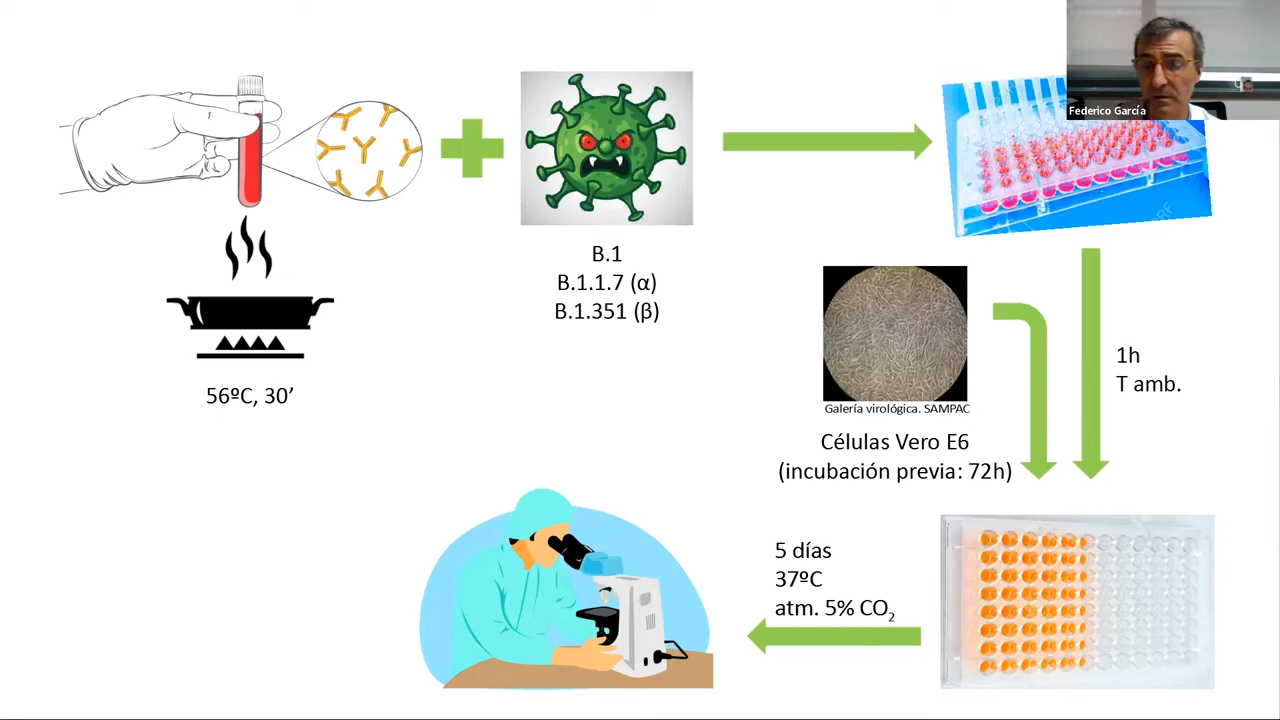 Federico García
B.1
B.1.1.7 (α)
B.1.351 (β)
56ºC, 30’
1h
T amb.
Galería virológica. SAMPAC
Células Vero E6
(incubación previa: 72h)
5 días
37ºC
atm. 5% CO₂